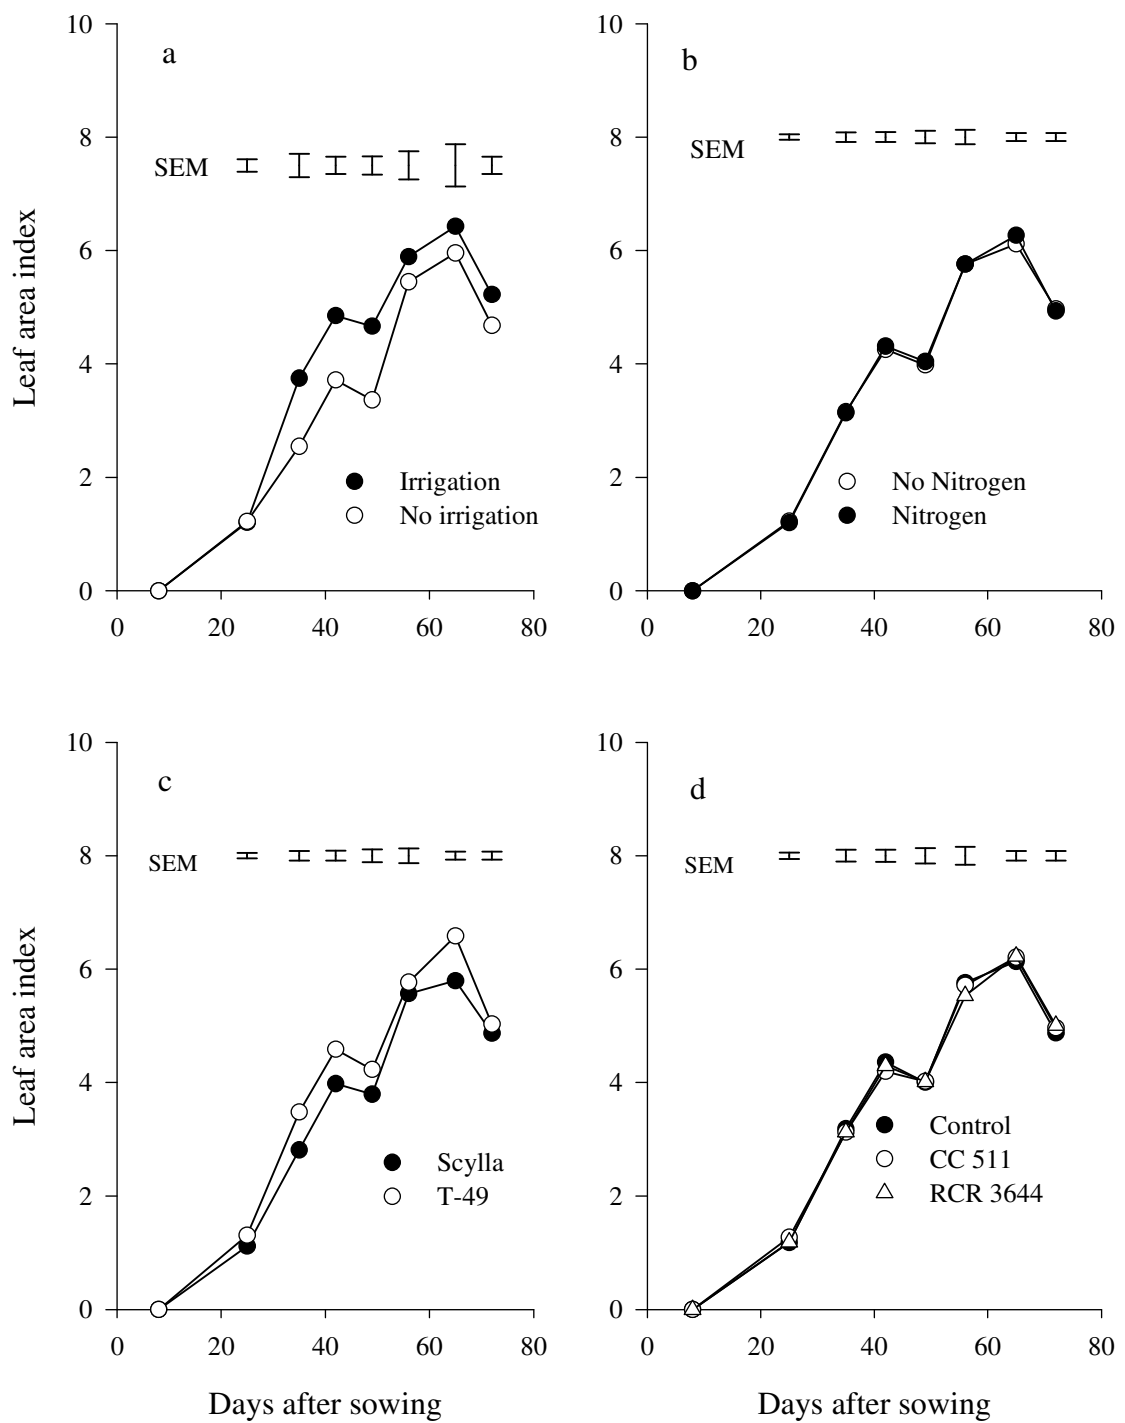 a
10
8
6
4
2
0
SEM
Leaf area index
Irrigation
No irrigation
0 20 40 60 80
b
10
8
6
4
2
0
SEM
No Nitrogen
Nitrogen
0 20 40 60 80
c
10
8
6
4
2
0
SEM
Leaf area index
Scylla
T-49
0 20 40 60 80
Days after sowing
d
10
8
6
4
2
0
SEM
Control
CC 511
RCR 3644
0 20 40 60 80
Days after sowing